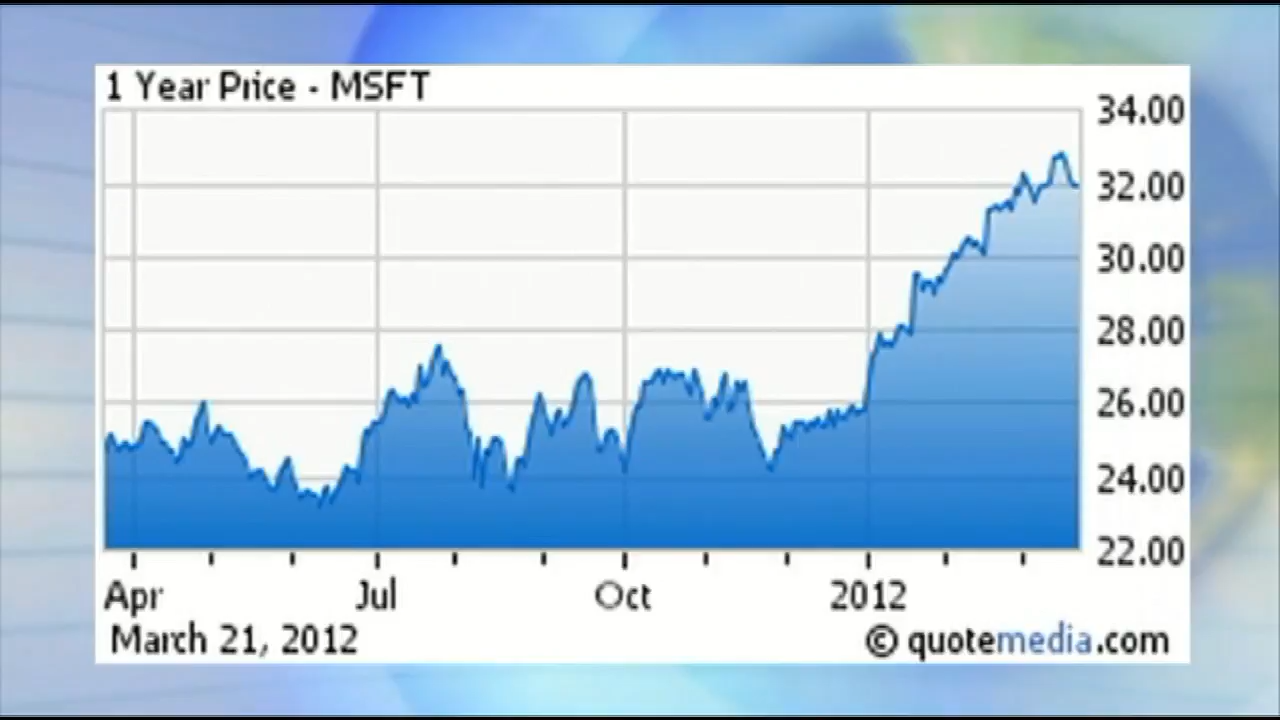 1 Year Price - MSFT
34.00
32.00
30.00
28.00
26.00
24.00
22.00
Apr Jul Oct 2012
March 21, 2012 © quotemedia.com